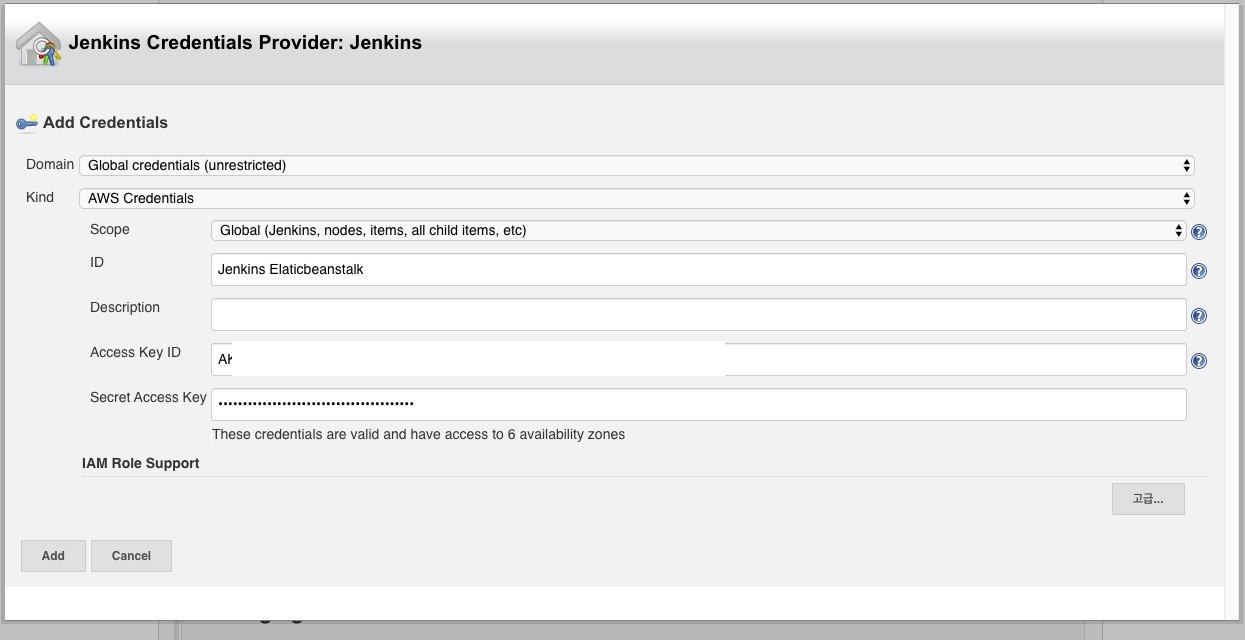 Jenkins Credentials Provider: Jenkins
Add Credentials
Domain Global credentials (unrestricted)
Kind AWS Credentials
Scope Global (Jenkins, nodes, items, all child items, etc)
ID Jenkins Elaticbeanstalk
Description
Access Key ID
Secret Access Key ••••••••••••••••••••••••••••••••••••••••
These credentials are valid and have access to 6 availability zones
IAM Role Support
고급...
Add Cancel